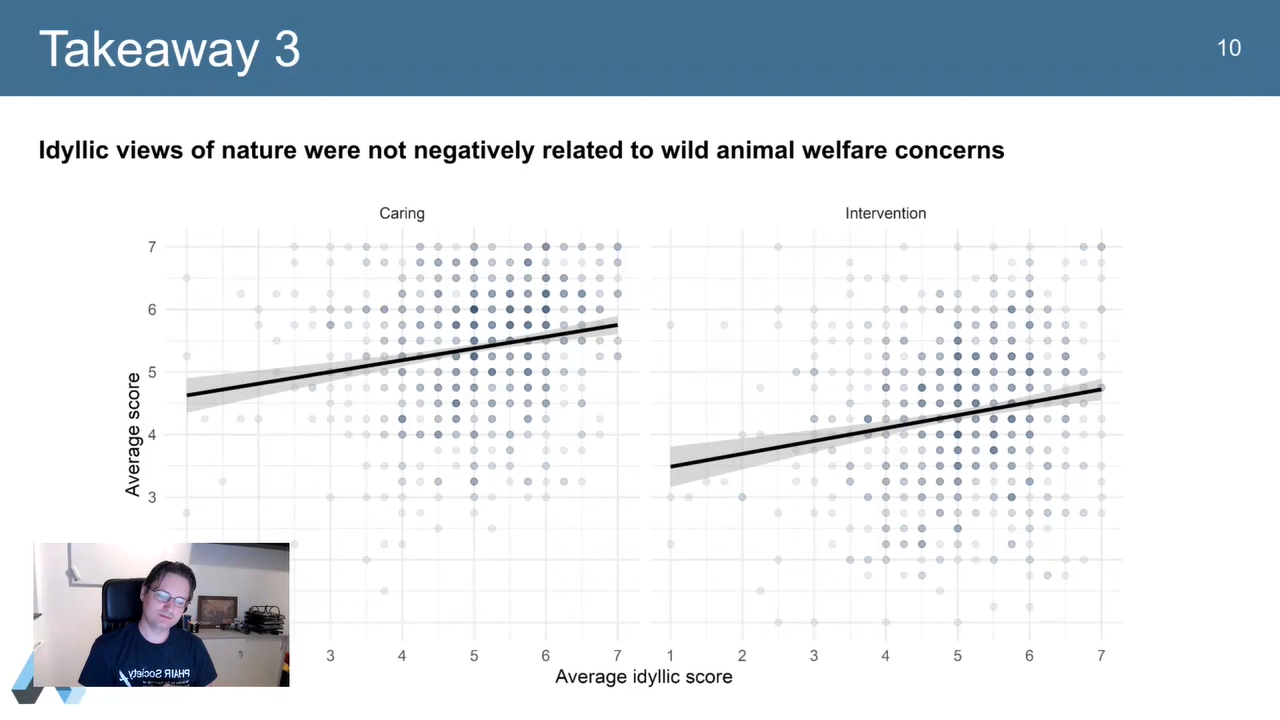 Takeaway 3
10
Idyllic views of nature were not negatively related to wild animal welfare concerns
Caring
Intervention
Average score
7
6
5
4
3
3 4 5 6 7
1 2 3 4 5 6 7
Average idyllic score
PHAIR Society